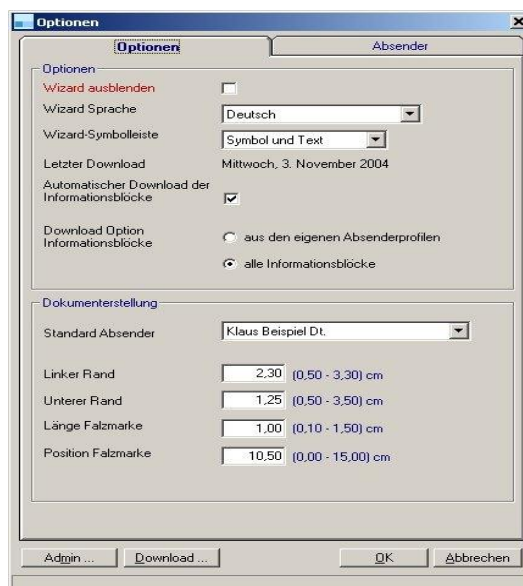 Optionen
Optionen
Absender
Optionen
Wizard ausblenden
Wizard Sprache
Deutsch
Wizard-Symbolleiste
Symbol und Text
Letzter Download
Mittwoch, 3. November 2004
Automatischer Download der
Informationsblöcke
Download Option
Informationsblöcke
aus den eigenen Absenderprofilen
alle Informationsblöcke
Dokumenterstellung
Standard Absender
Klaus Beispiel Dt.
Linker Rand
2,30
(0,50 - 3,30) cm
Unterer Rand
1,25
(0,50 - 3,50) cm
Länge Falzmarke
1,00
(0,10 - 1,50) cm
Position Falzmarke
10,50
(0,00 - 15,00) cm
Admin ...
Download ...
OK
Abbrechen